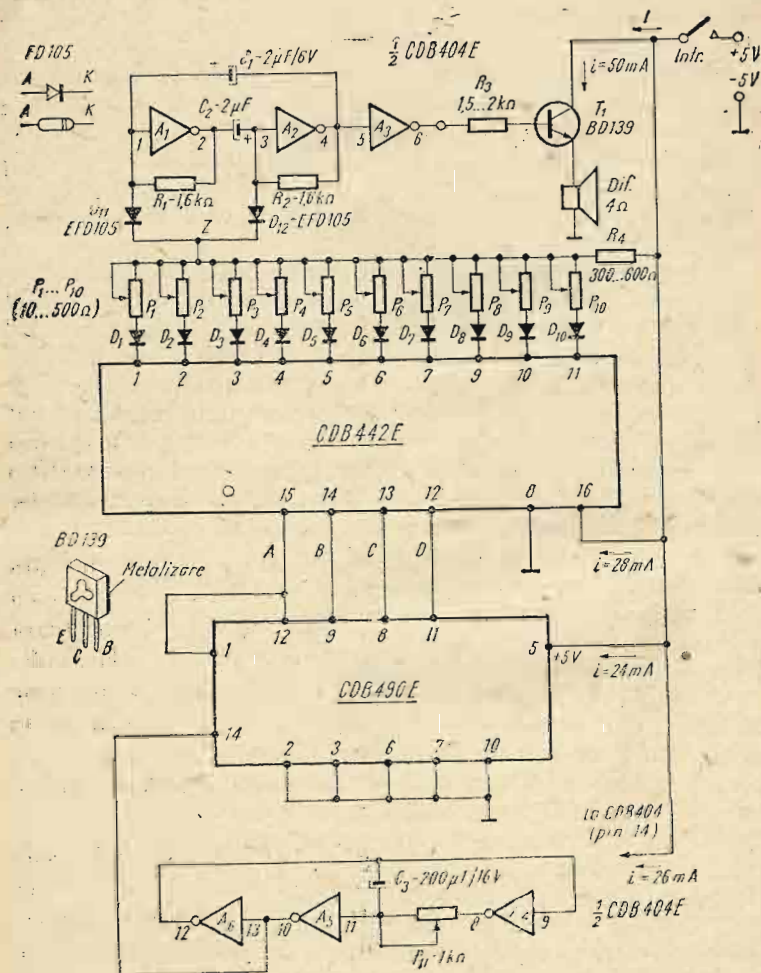 FD105
A K
A K
C1-2µF/6V
½ CDB404E
I
Intr.
+5V
-5V
i=50mA
C2-2µF
R3
1,5...2kΩ
T1
BD139
A1
A2
A3
1 2 3 4 5 6
+
R1-1,6kΩ
R2-1,6kΩ
D11
EFD105
Z
D12-EFD105
Dif.
4Ω
R4
300...600Ω
P1...P10
(10...500Ω)
P1 P2 P3 P4 P5 P6 P7 P8 P9 P10
D1 D2 D3 D4 D5 D6 D7 D8 D9 D10
1 2 3 4 5 6 7 9 10 11
CDB442E
15 14 13 12 8 16
BD139
Metalizare
E
C
B
A B C D
i=28mA
12 9 8 11
1
5
+5V
i=24mA
CDB490E
14
2 3 6 7 10
la CDB404
(pin 14)
i=26mA
C3-200µF/16V
½ CDB404E
12 A6 13 10 A5 11 8 9
P11-1kΩ